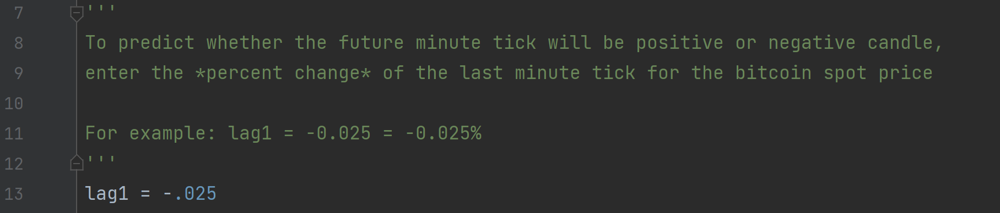 7 '''
8 To predict whether the future minute tick will be positive or negative candle,
9 enter the *percent change* of the last minute tick for the bitcoin spot price
10
11 For example: lag1 = -0.025 = -0.025%
12 '''
13 lag1 = -.025